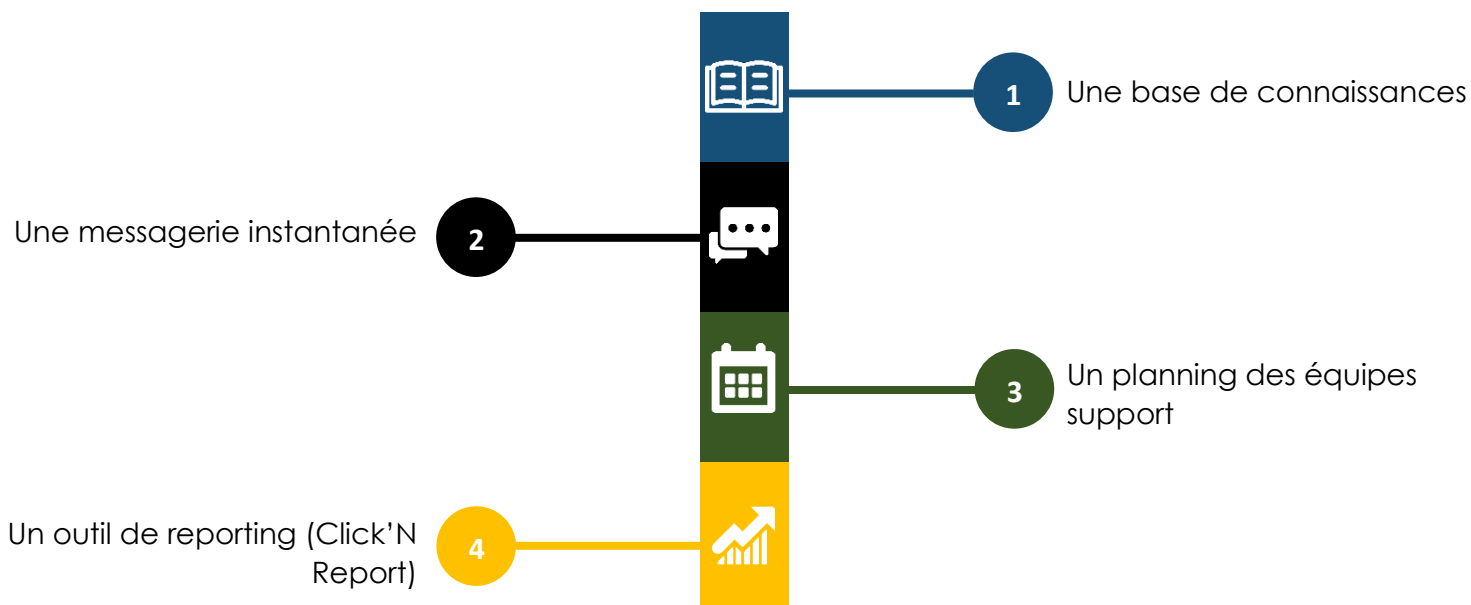 1
Une base de connaissances
Une messagerie instantanée
2
3
Un planning des équipes
support
Un outil de reporting (Click’N
Report)
4